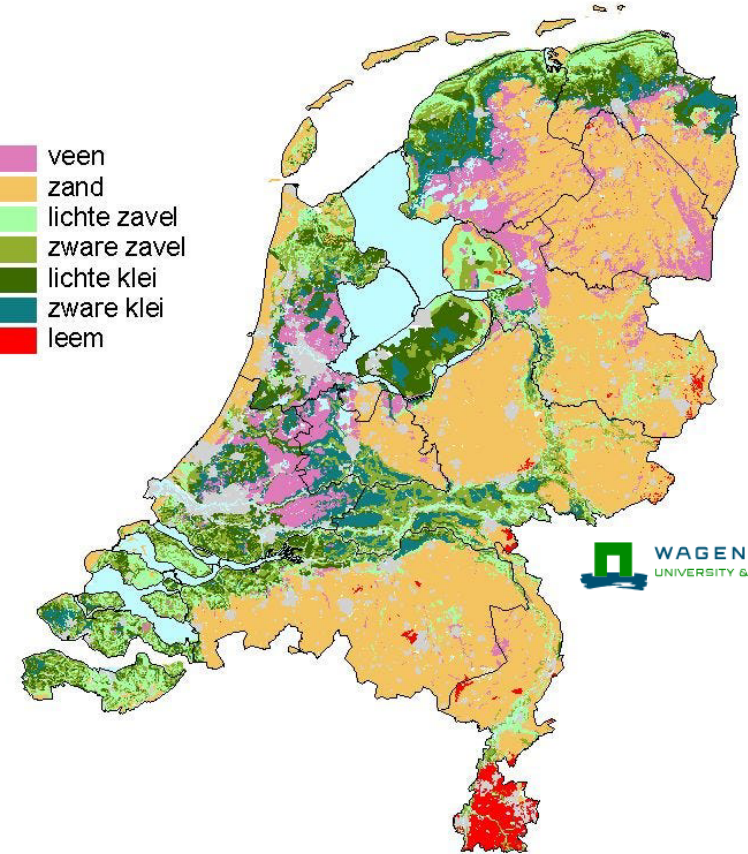 veen
zand
lichte zavel
zware zavel
lichte klei
zware klei
leem
WAGEN
UNIVERSITY &